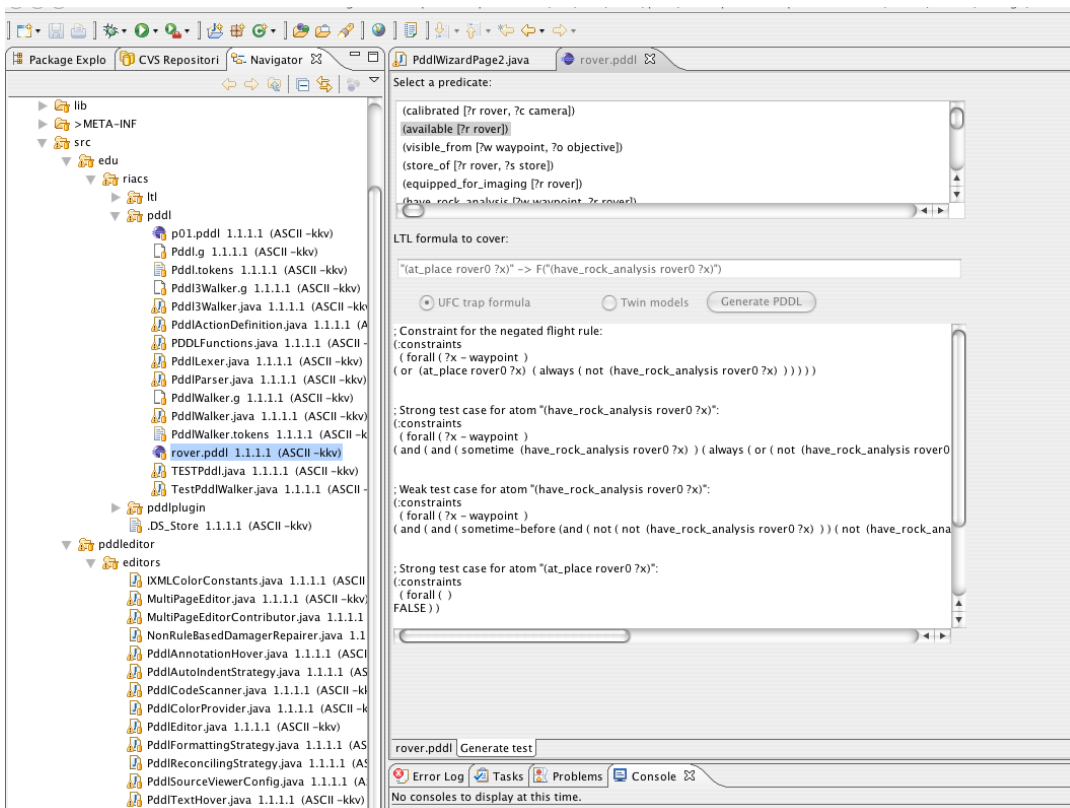 Package Explo
CVS Repositori
Navigator
lib
>META-INF
src
edu
riacs
ltl
pddl
p01.pddl 1.1.1.1 (ASCII -kkv)
Pddl.g 1.1.1.1 (ASCII -kkv)
Pddl.tokens 1.1.1.1 (ASCII -kkv)
Pddl3Walker.g 1.1.1.1 (ASCII -kkv)
Pddl3Walker.java 1.1.1.1 (ASCII -kkv
PddlActionDefinition.java 1.1.1.1 (A
PDDLFunctions.java 1.1.1.1 (ASCII -
PddlLexer.java 1.1.1.1 (ASCII -kkv)
PddlParser.java 1.1.1.1 (ASCII -kkv)
PddlWalker.g 1.1.1.1 (ASCII -kkv)
PddlWalker.java 1.1.1.1 (ASCII -kkv)
PddlWalker.tokens 1.1.1.1 (ASCII -k
rover.pddl 1.1.1.1 (ASCII -kkv)
TESTPddl.java 1.1.1.1 (ASCII -kkv)
TestPddlWalker.java 1.1.1.1 (ASCII -
pddlplugin
.DS_Store 1.1.1.1 (ASCII -kkv)
pddleditor
editors
IXMLColorConstants.java 1.1.1.1 (ASCII
MultiPageEditor.java 1.1.1.1 (ASCII -kkv)
MultiPageEditorContributor.java 1.1.1.1
NonRuleBasedDamagerRepairer.java 1.1
PddlAnnotationHover.java 1.1.1.1 (ASCI
PddlAutoIndentStrategy.java 1.1.1.1 (AS
PddlCodeScanner.java 1.1.1.1 (ASCII -kk
PddlColorProvider.java 1.1.1.1 (ASCII -k
PddlEditor.java 1.1.1.1 (ASCII -kkv)
PddlFormattingStrategy.java 1.1.1.1 (AS
PddlReconcilingStrategy.java 1.1.1.1 (AS
PddlSourceViewerConfig.java 1.1.1.1 (A
PddlTextHover.java 1.1.1.1 (ASCII -kkv)
PddlWizardPage2.java
rover.pddl
Select a predicate:
(calibrated [?r rover, ?c camera])
(available [?r rover])
(visible_from [?w waypoint, ?o objective])
(store_of [?r rover, ?s store])
(equipped_for_imaging [?r rover])
(have_rock_analysis [?w waypoint, ?r rover])
LTL formula to cover:
"(at_place rover0 ?x)" -> F("(have_rock_analysis rover0 ?x)")
UFC trap formula
Twin models
Generate PDDL
; Constraint for the negated flight rule:
(:constraints
( forall ( ?x - waypoint )
( or (at_place rover0 ?x) ( always ( not (have_rock_analysis rover0 ?x) ) ) ) ) )
; Strong test case for atom "(have_rock_analysis rover0 ?x)":
(:constraints
( forall ( ?x - waypoint )
( and ( and ( sometime (have_rock_analysis rover0 ?x) ) ( always ( or ( not (have_rock_analysis rover0
; Weak test case for atom "(have_rock_analysis rover0 ?x)":
(:constraints
( forall ( ?x - waypoint )
( and ( and ( sometime-before (and ( not ( not (have_rock_analysis rover0 ?x) ) ) ( not (have_rock_ana
; Strong test case for atom "(at_place rover0 ?x)":
(:constraints
( forall ( )
FALSE ) )
rover.pddl
Generate test
Error Log
Tasks
Problems
Console
No consoles to display at this time.